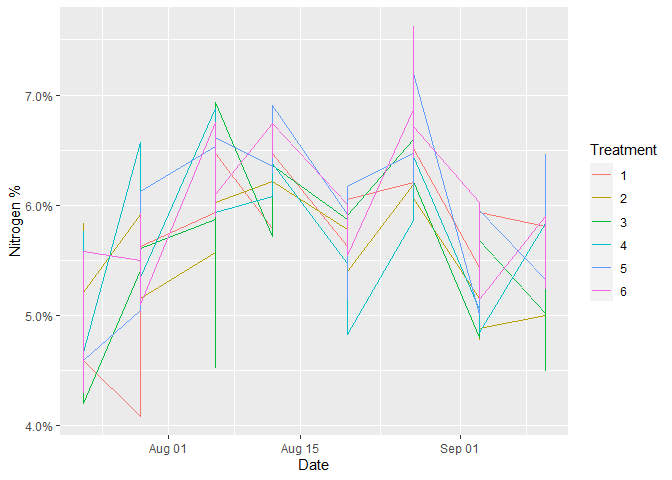 Nitrogen %
7.0%
6.0%
5.0%
4.0%
Aug 01
Aug 15
Sep 01
Date
Treatment
1
2
3
4
5
6